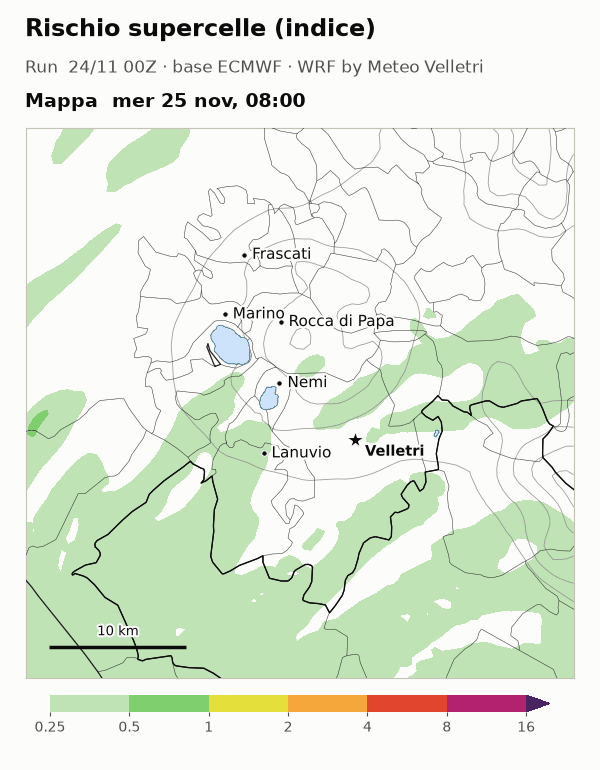 Rischio supercelle (indice)
Run  24/11 00Z · base ECMWF · WRF by Meteo Velletri
Mappa  mer 25 nov, 08:00
Frascati
Marino
Rocca di Papa
Nemi
Velletri
Lanuvio
10 km
0.25 0.5 1 2 4 8 16